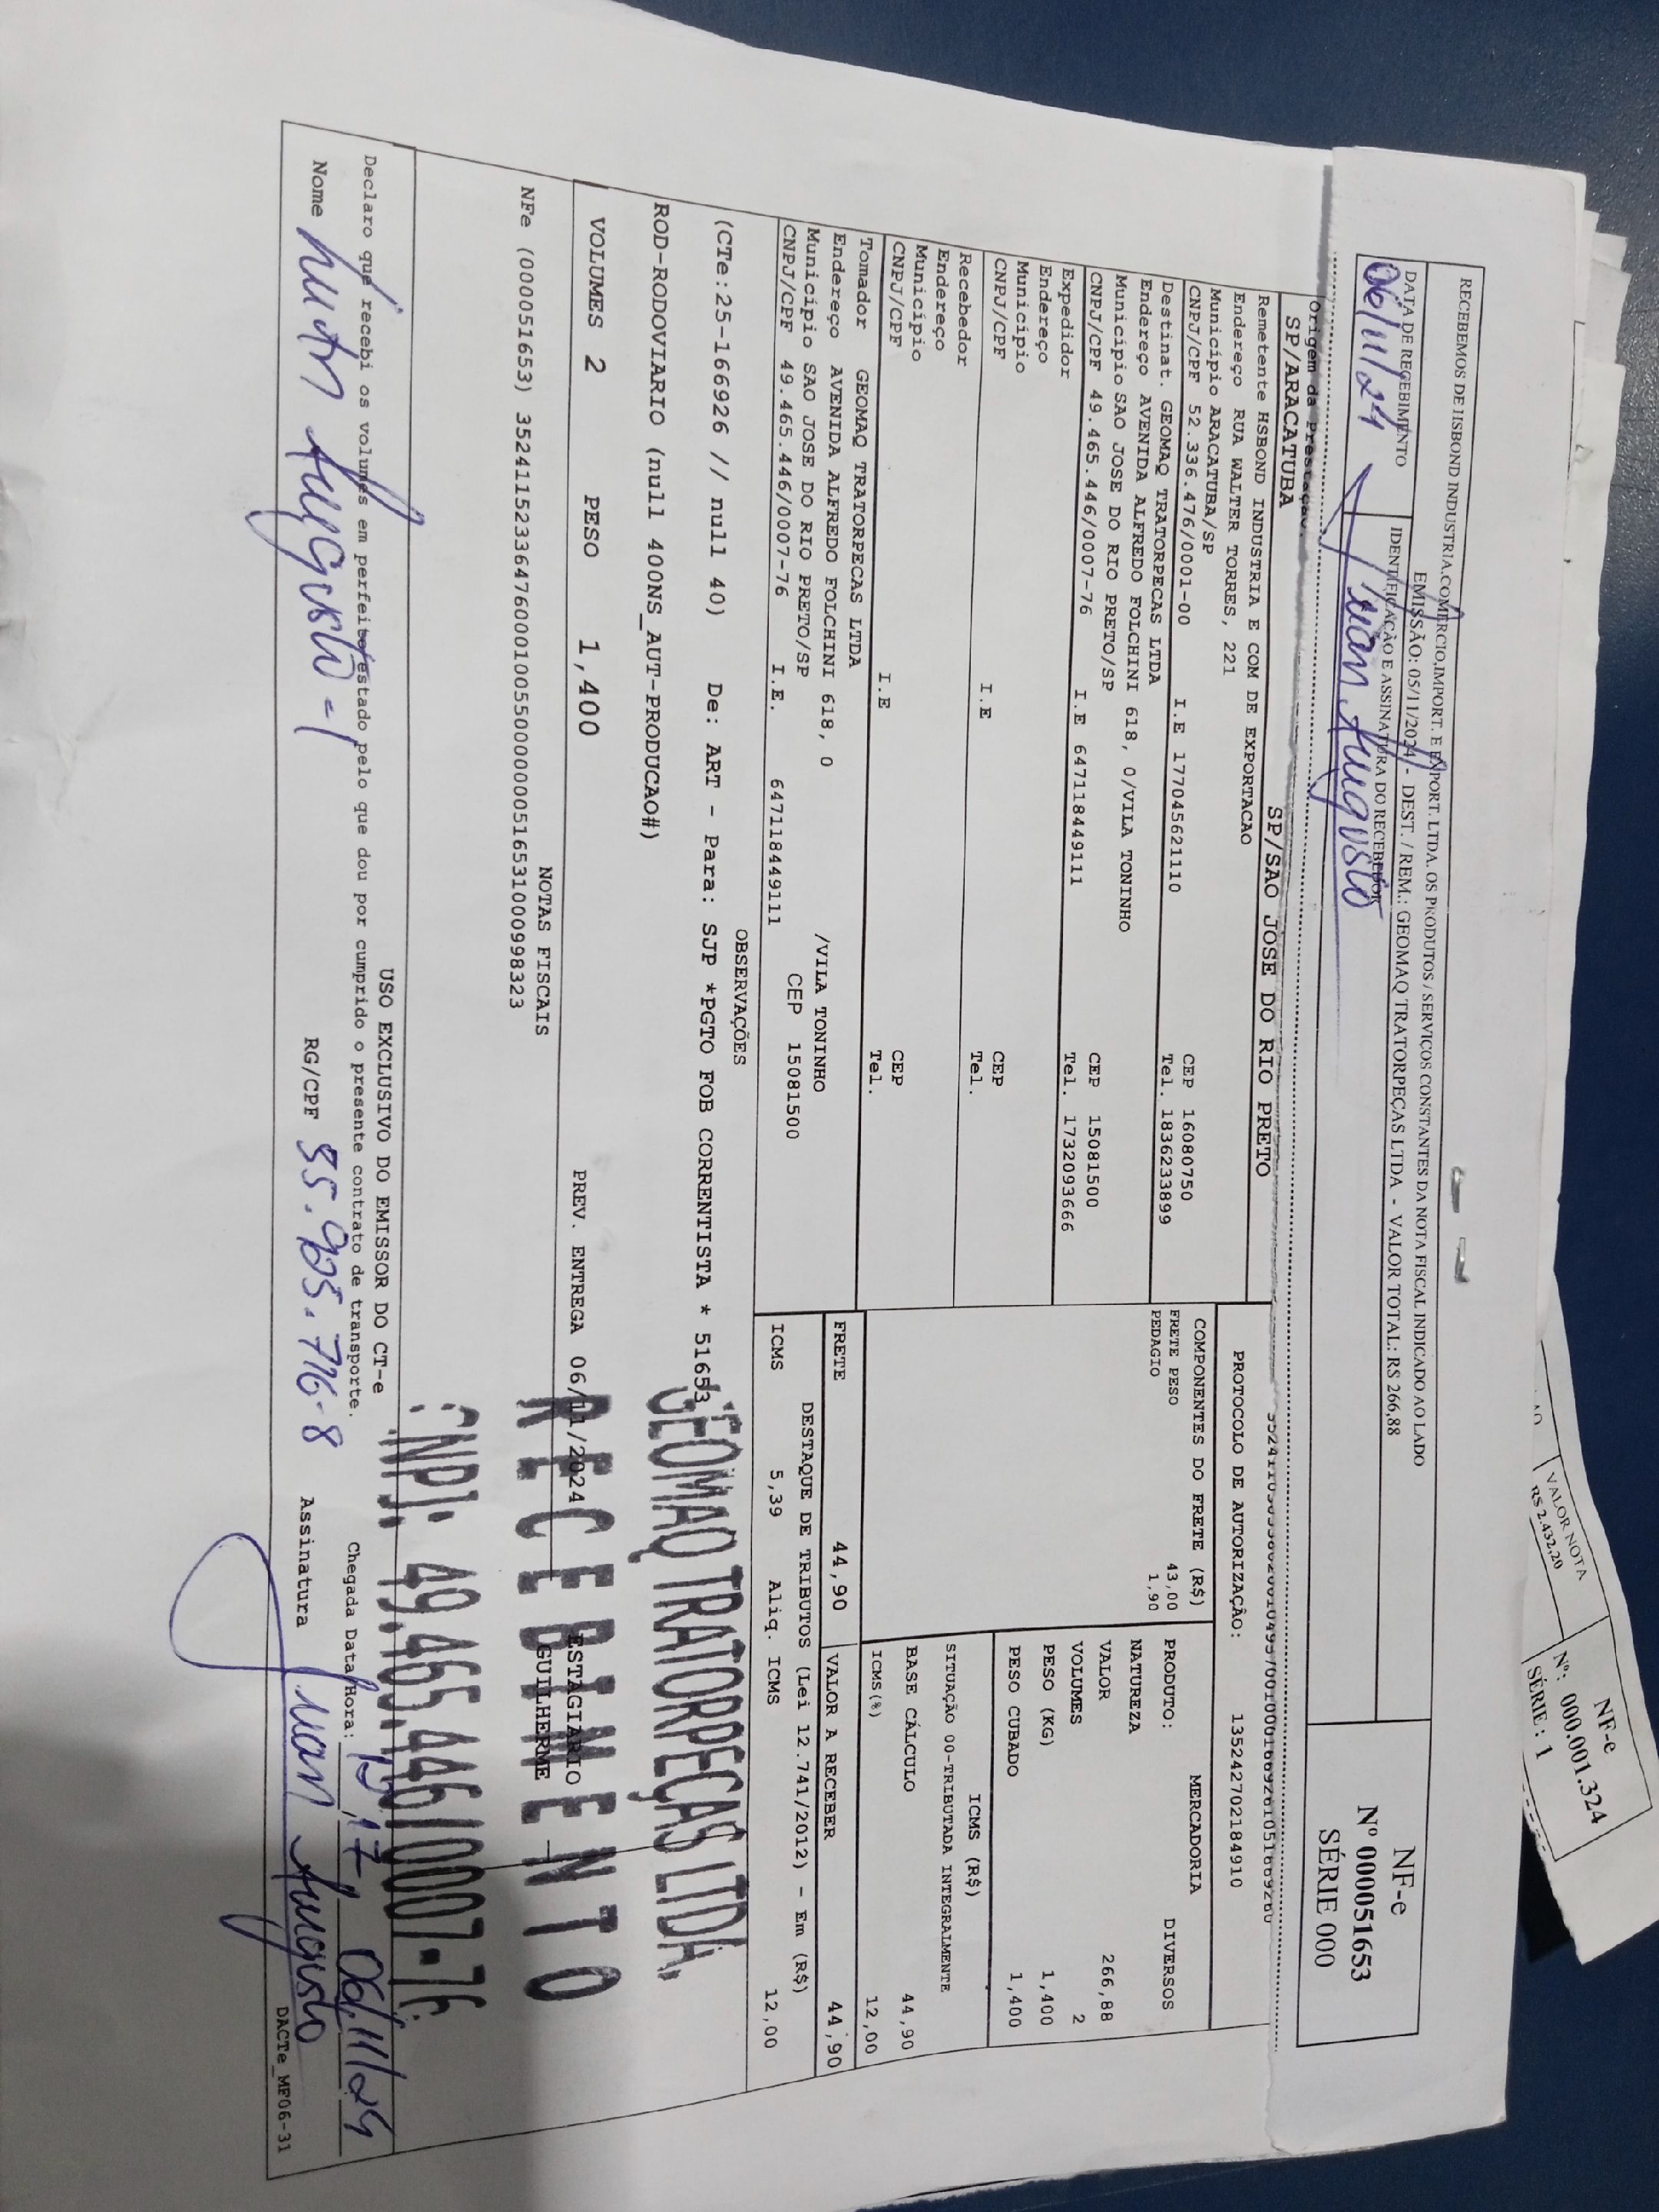 RECEBEMOS DE HSBOND INDUSTRIA,COMÉRCIO,IMPORT. E EXPORT. LTDA. OS PRODUTOS / SERVIÇOS CONSTANTES DA NOTA FISCAL INDICADO AO LADO
EMISSÃO: 05/11/2024 - DEST. / REM.: GEOMAQ TRATORPEÇAS LTDA - VALOR TOTAL: R$ 266,88
DATA DE RECEBIMENTO
IDENTIFICAÇÃO E ASSINATURA DO RECEBEDOR
06/11/24
Luan Augusto
NF-e
Nº 000051653
SÉRIE 000
VALOR NOTA
R$ 2.432,20
NF-e
Nº: 000.001.324
SÉRIE : 1
Origem da Prestação:
SP/ARACATUBA
SP/SAO JOSE DO RIO PRETO
Remetente HSBOND INDUSTRIA E COM DE EXPORTACAO
Endereço RUA WALTER TORRES, 221
Município ARACATUBA/SP CEP 16080750
CNPJ/CPF 52.336.476/0001-00 I.E 177045621110 Tel. 1836233899
Destinat. GEOMAQ TRATORPECAS LTDA
Endereço AVENIDA ALFREDO FOLCHINI 618, 0/VILA TONINHO
Município SAO JOSE DO RIO PRETO/SP CEP 15081500
CNPJ/CPF 49.465.446/0007-76 I.E 647118449111 Tel. 1732093666
Expedidor
Endereço
Município CEP
CNPJ/CPF I.E Tel.
Recebedor
Endereço
Município CEP
CNPJ/CPF I.E Tel.
Tomador GEOMAQ TRATORPECAS LTDA
Endereço AVENIDA ALFREDO FOLCHINI 618, 0 /VILA TONINHO
Município SAO JOSE DO RIO PRETO/SP CEP 15081500
CNPJ/CPF 49.465.446/0007-76 I.E. 647118449111
PROTOCOLO DE AUTORIZAÇÃO: 135242702184910
COMPONENTES DO FRETE (R$)
FRETE PESO 43,00
PEDAGIO 1,90
MERCADORIA
PRODUTO: DIVERSOS
NATUREZA
VALOR 266,88
VOLUMES 2
PESO (KG) 1,400
PESO CUBADO 1,400
ICMS (R$)
SITUAÇÃO 00-TRIBUTADA INTEGRALMENTE
BASE CÁLCULO 44,90
ICMS(%) 12,00
FRETE 44,90
VALOR A RECEBER 44,90
DESTAQUE DE TRIBUTOS (Lei 12.741/2012) - Em (R$)
ICMS 5,39 Aliq. ICMS 12,00
OBSERVAÇÕES
(CTe:25-166926 // null 40) De: ART - Para: SJP *PGTO FOB CORRENTISTA * 51653
ROD-RODOVIARIO (null 400NS_AUT-PRODUCAO#)
GEOMAQ TRATORPEÇAS LTDA.
VOLUMES 2 PESO 1,400 PREV. ENTREGA 06/11/2024
RECEBIMENTO
ESTAGIARIO
GUILHERME
NOTAS FISCAIS
NFe (000051653) 35241152336476000100550000000516531000998323
CNPJ: 49.465.446/0007-76
USO EXCLUSIVO DO EMISSOR DO CT-e
Declaro que recebi os volumes em perfeito estado pelo que dou por cumprido o presente contrato de transporte.
Chegada Data/Hora: 06/11/24
Nome Luan Augusto RG/CPF Assinatura Luan Augusto
DACTe_MF06-31